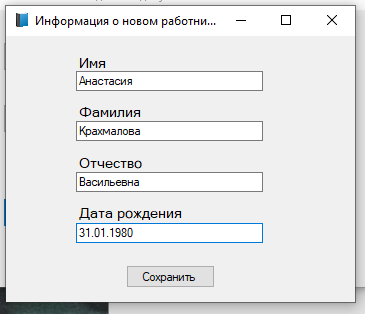 Информация о новом работни...
Имя
Анастасия
Фамилия
Крахмалова
Отчество
Васильевна
Дата рождения
31.01.1980
Сохранить